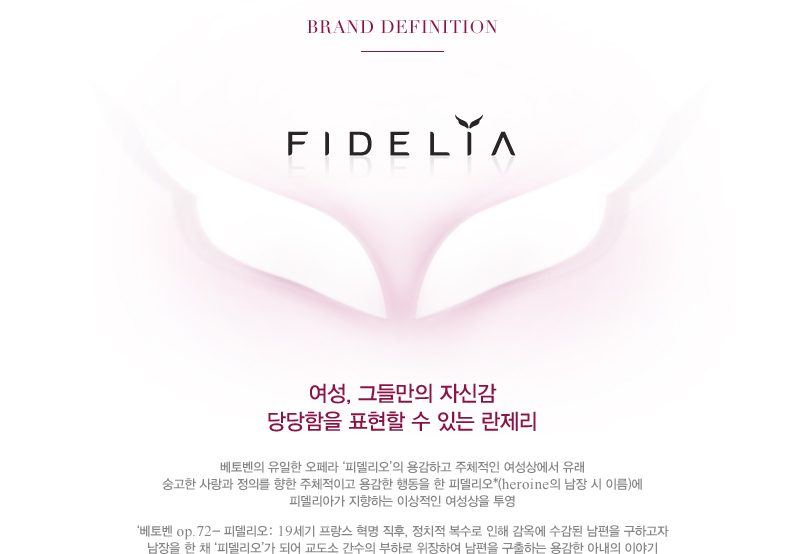 BRAND DEFINITION
FIDELIA
여성, 그들만의 자신감
당당함을 표현할 수 있는 란제리
베토벤의 유일한 오페라 ‘피델리오’의 용감하고 주체적인 여성상에서 유래
숭고한 사랑과 정의를 향한 주체적이고 용감한 행동을 한 피델리오*(heroine의 남장 시 이름)에
피델리아가 지향하는 이상적인 여성상을 투영
‘베토벤 op.72– 피델리오: 19세기 프랑스 혁명 직후, 정치적 복수로 인해 감옥에 수감된 남편을 구하고자
남장을 한 채 ‘피델리오’가 되어 교도소 간수의 부하로 위장하여 남편을 구출하는 용감한 아내의 이야기